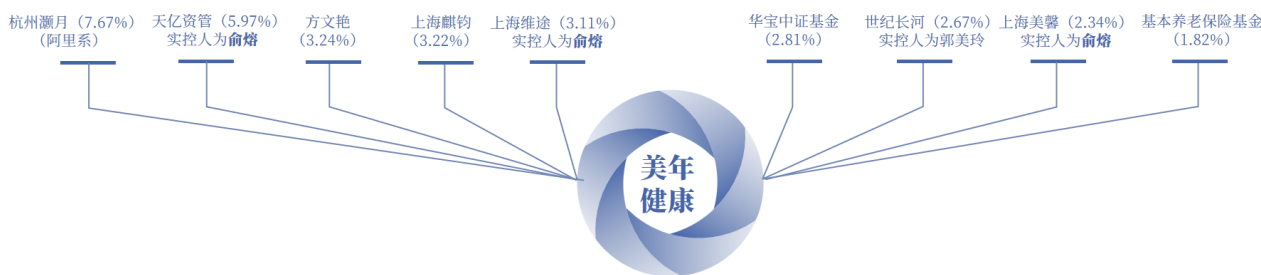 杭州灏月（7.67%）
（阿里系）
天亿资管（5.97%）
实控人为俞熔
方文艳
（3.24%）
上海麒钧
（3.22%）
上海维途（3.11%）
实控人为俞熔
华宝中证基金
（2.81%）
世纪长河（2.67%）
实控人为郭美玲
上海美馨（2.34%）
实控人为俞熔
基本养老保险基金
（1.82%）
美年
健康